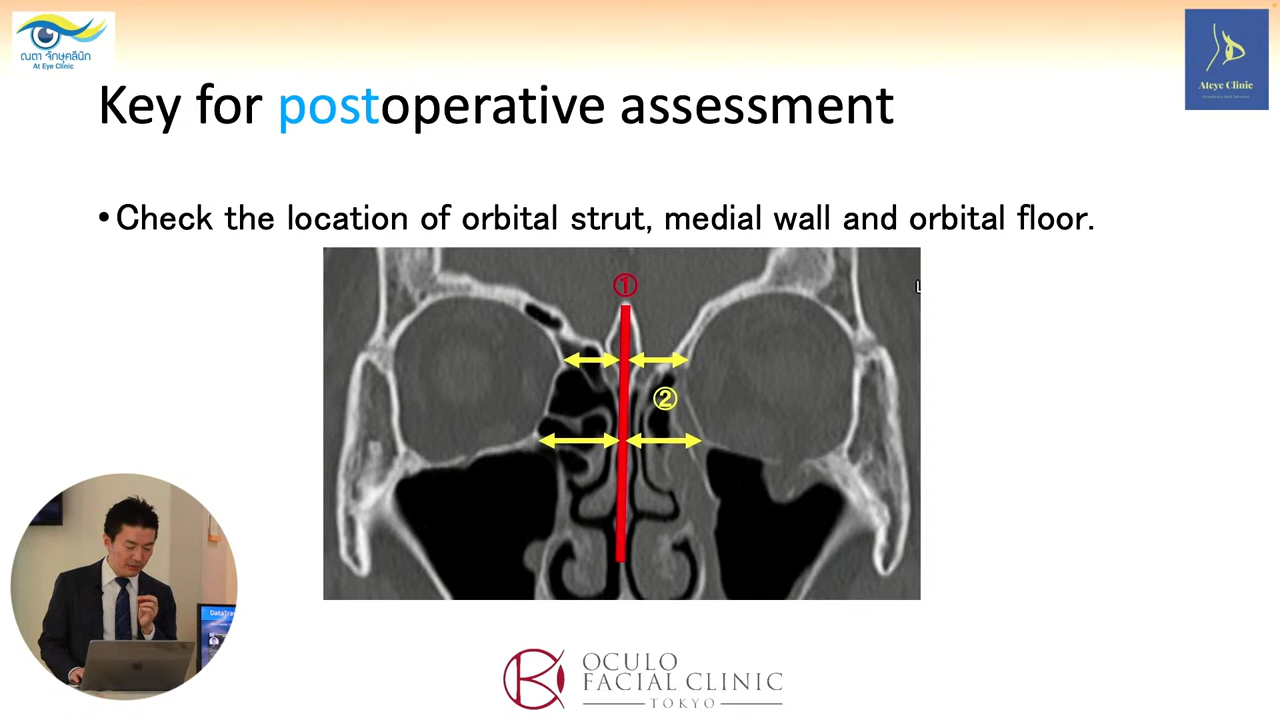 ณตา จักษุคลินิก
At Eye Clinic
Ateye Clinic
Key for postoperative assessment
• Check the location of orbital strut, medial wall and orbital floor.
①
L
②
DataTra
OCULO
FACIAL CLINIC
TOKYO